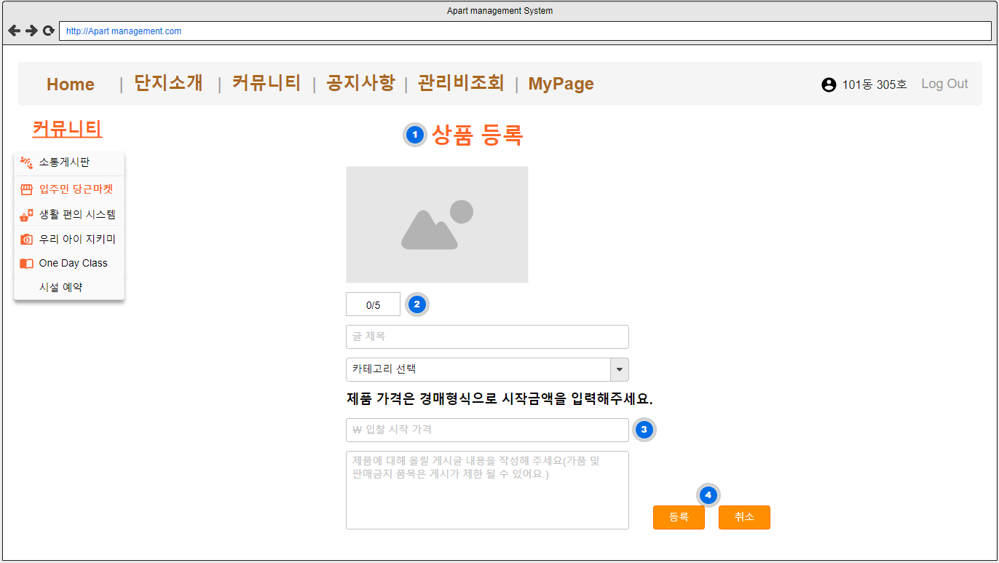 Apart management System
http://Apart management.com
Home | 단지소개 | 커뮤니티 | 공지사항 | 관리비조회 | MyPage
101동 305호 Log Out
커뮤니티
소통게시판
입주민 당근마켓
생활 편의 시스템
우리 아이 지키미
One Day Class
시설 예약
1 상품 등록
0/5 2
글 제목
카테고리 선택
제품 가격은 경매형식으로 시작금액을 입력해주세요.
₩ 입찰 시작 가격 3
제품에 대해 올릴 게시글 내용을 작성해 주세요(가품 및
판매금지 품목은 게시가 제한 될 수 있어요.)
4
등록 취소